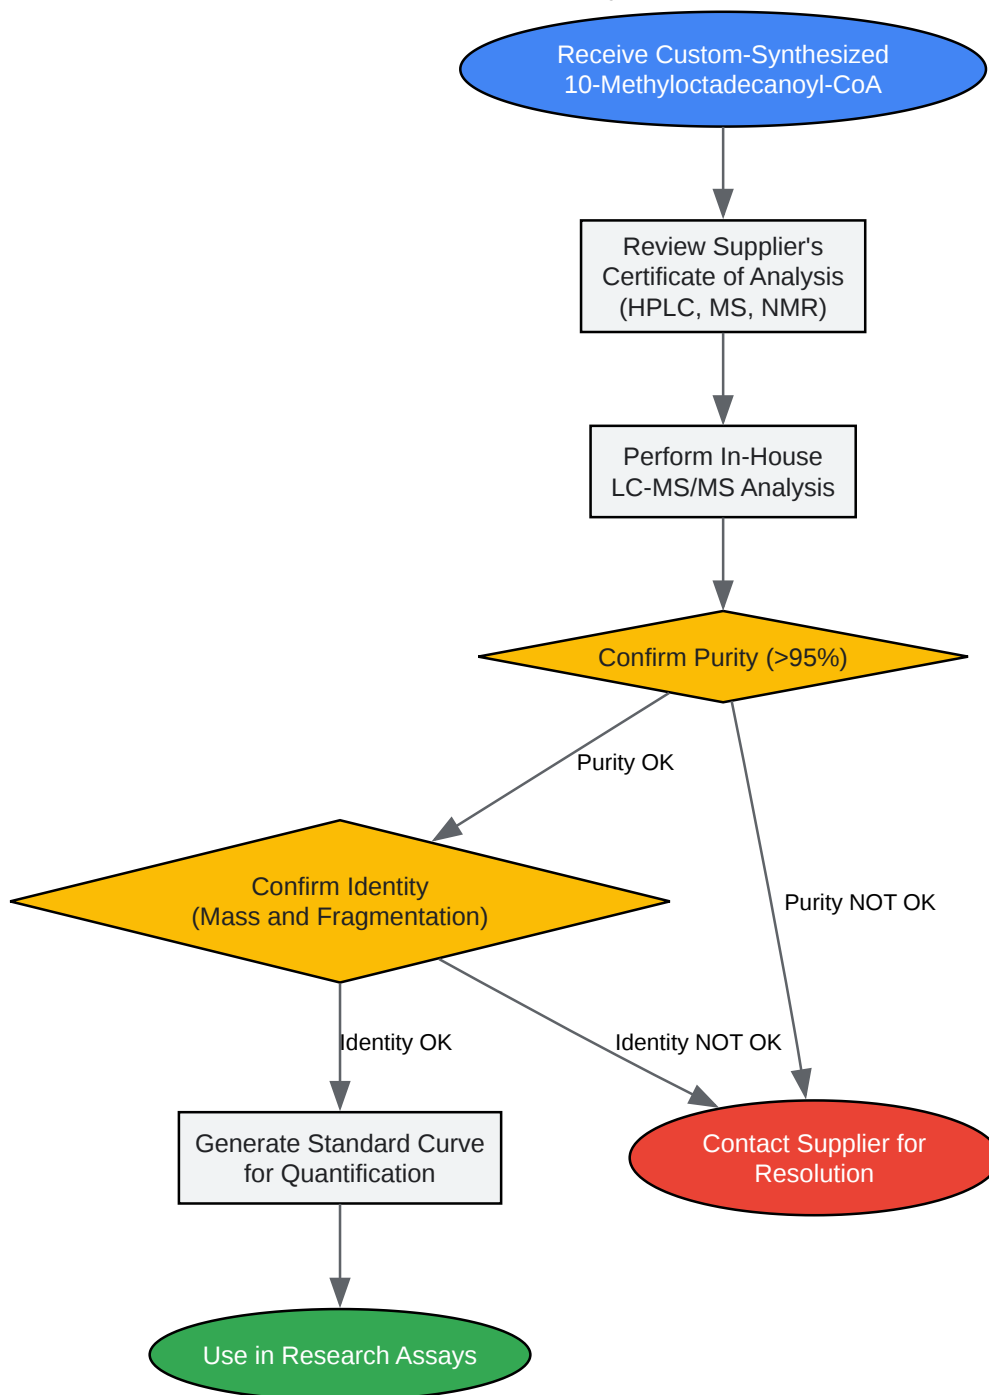 Receive Custom-Synthesized
10-Methyloctadecanoyl-CoA
Review Supplier's
Certificate of Analysis
(HPLC, MS, NMR)
Perform In-House
LC-MS/MS Analysis
Confirm Purity (>95%)
Purity OK
Confirm Identity
(Mass and Fragmentation)
Purity NOT OK
Identity OK
Identity NOT OK
Generate Standard Curve
for Quantification
Contact Supplier for
Resolution
Use in Research Assays